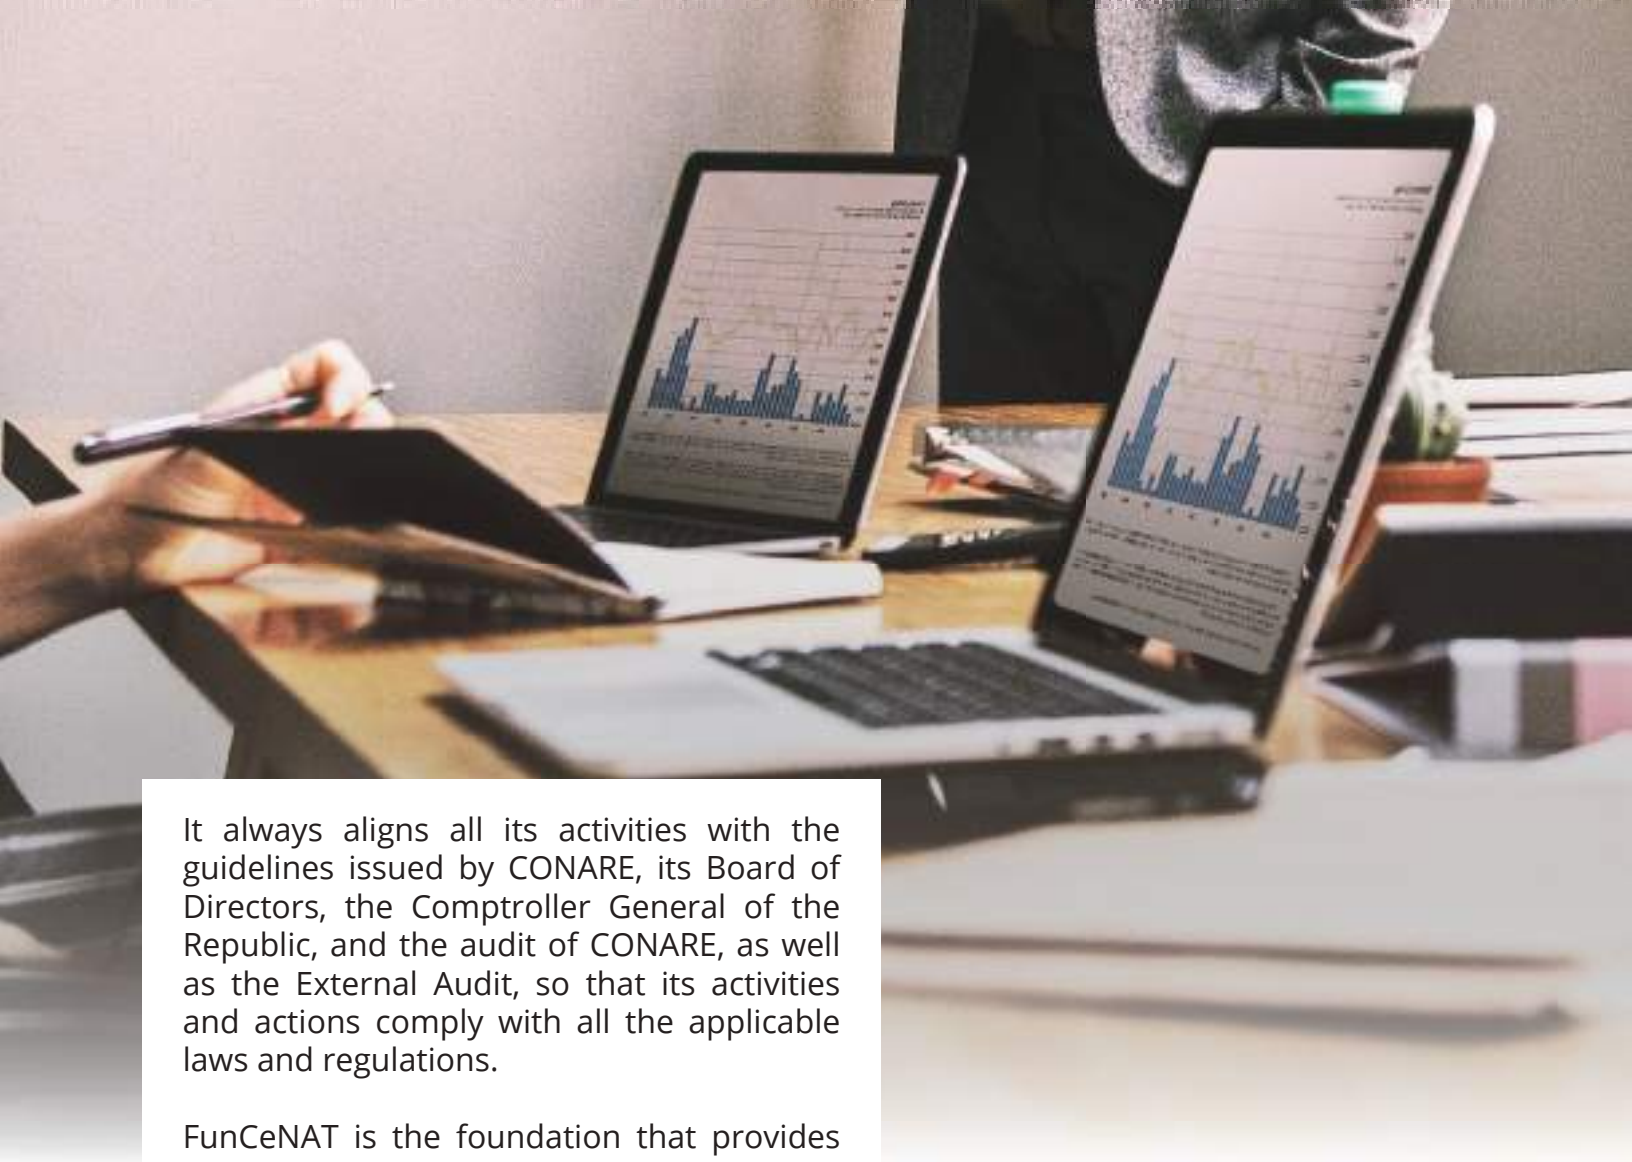 It always aligns all its activities with the
guidelines issued by CONARE, its Board of
Directors, the Comptroller General of the
Republic, and the audit of CONARE, as well
as the External Audit, so that its activities
and actions comply with all the applicable
laws and regulations.
FunCeNAT is the foundation that provides